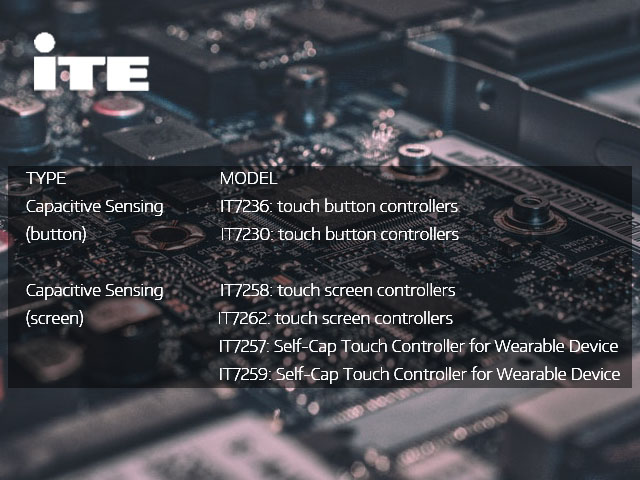 iTE
TYPE MODEL
Capacitive Sensing IT7236: touch button controllers
(button) IT7230: touch button controllers
Capacitive Sensing IT7258: touch screen controllers
(screen) IT7262: touch screen controllers
IT7257: Self-Cap Touch Controller for Wearable Device
IT7259: Self-Cap Touch Controller for Wearable Device